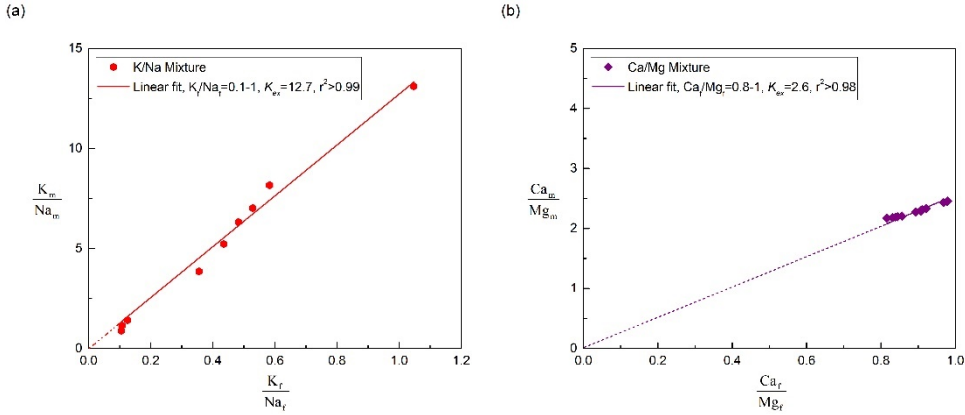 (a)
15
K/Na Mixture
Linear fit, Kf/Naf=0.1-1, Kex=12.7, r²>0.99
10
Km
Nam
5
0
0.0 0.2 0.4 0.6 0.8 1.0 1.2
Kf
Naf
(b)
5
Ca/Mg Mixture
Linear fit, Caf/Mgf=0.8-1, Kex=2.6, r²>0.98
4
3
Cam
Mgm
2
1
0
0.0 0.2 0.4 0.6 0.8 1.0
Caf
Mgf